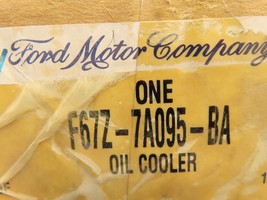 Ford Motor Company
ONE
F67Z-7A095-BA
OIL COOLER